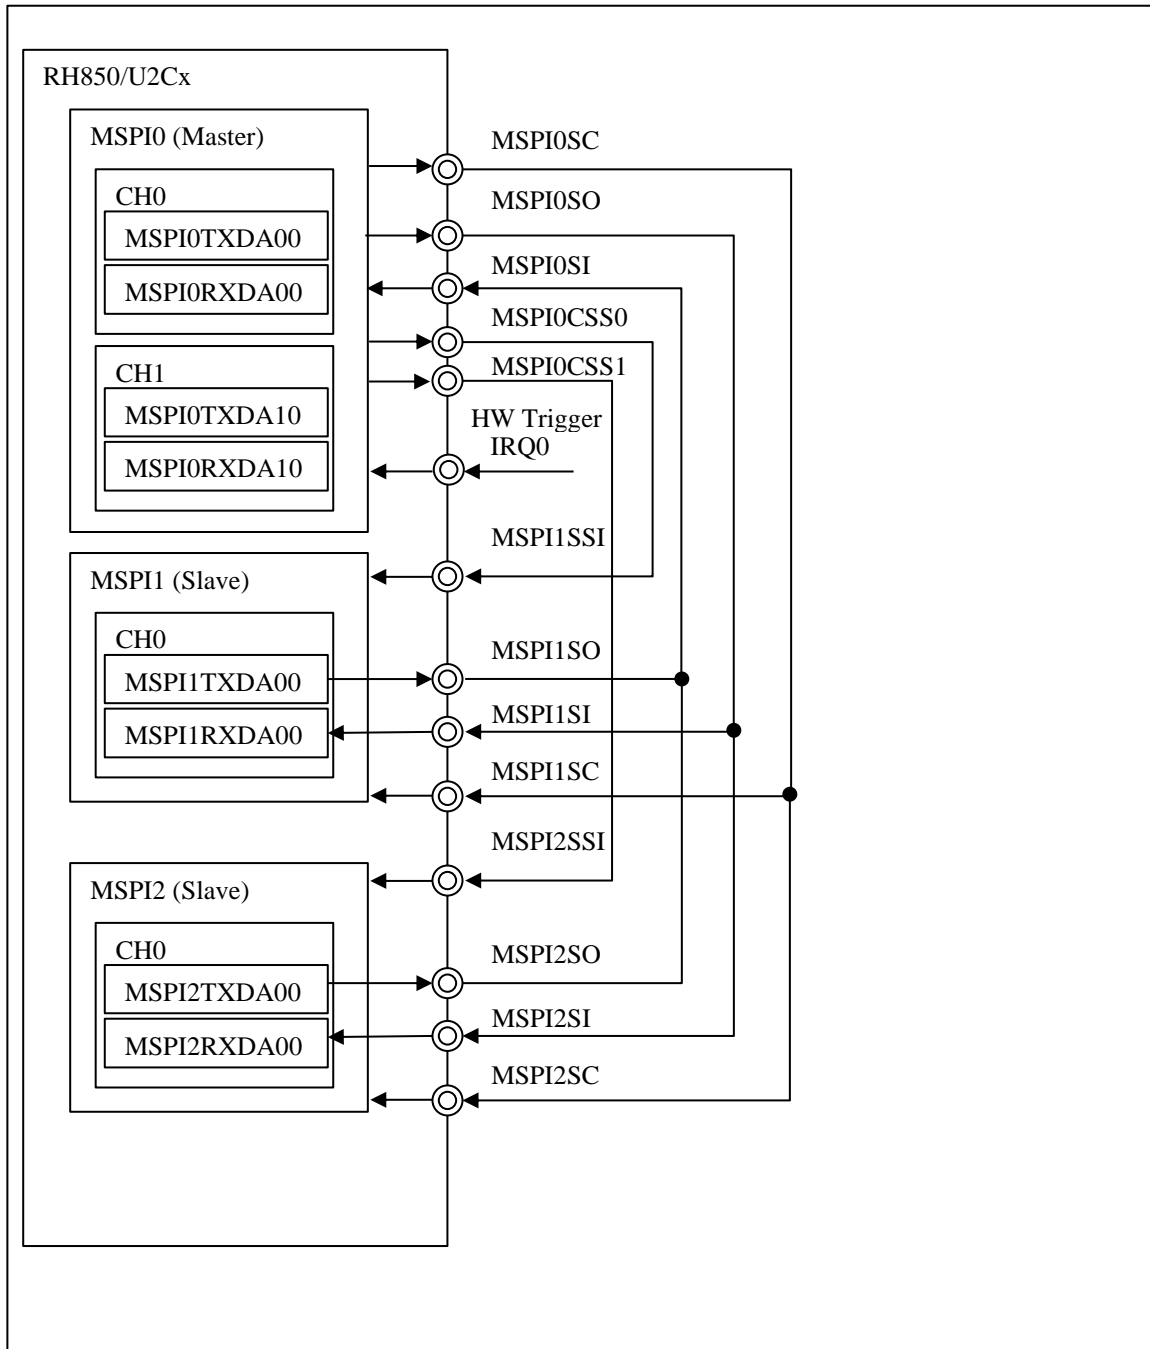 RH850/U2Cx
MSPI0 (Master)
CH0
MSPI0TXDA00
MSPI0RXDA00
CH1
MSPI0TXDA10
MSPI0RXDA10
MSPI0SC
MSPI0SO
MSPI0SI
MSPI0CSS0
MSPI0CSS1
HW Trigger
IRQ0
MSPI1 (Slave)
CH0
MSPI1TXDA00
MSPI1RXDA00
MSPI1SSI
MSPI1SO
MSPI1SI
MSPI1SC
MSPI2 (Slave)
CH0
MSPI2TXDA00
MSPI2RXDA00
MSPI2SSI
MSPI2SO
MSPI2SI
MSPI2SC